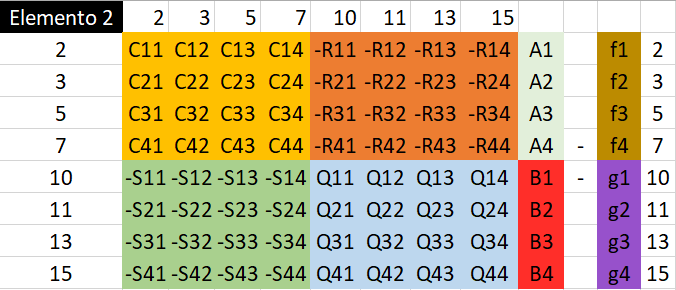 Elemento 2 2 3 5 7 10 11 13 15
2 C11 C12 C13 C14 -R11 -R12 -R13 -R14 A1 f1 2
3 C21 C22 C23 C24 -R21 -R22 -R23 -R24 A2 f2 3
5 C31 C32 C33 C34 -R31 -R32 -R33 -R34 A3 f3 5
7 C41 C42 C43 C44 -R41 -R42 -R43 -R44 A4 - f4 7
10 -S11 -S12 -S13 -S14 Q11 Q12 Q13 Q14 B1 - g1 10
11 -S21 -S22 -S23 -S24 Q21 Q22 Q23 Q24 B2 g2 11
13 -S31 -S32 -S33 -S34 Q31 Q32 Q33 Q34 B3 g3 13
15 -S41 -S42 -S43 -S44 Q41 Q42 Q43 Q44 B4 g4 15